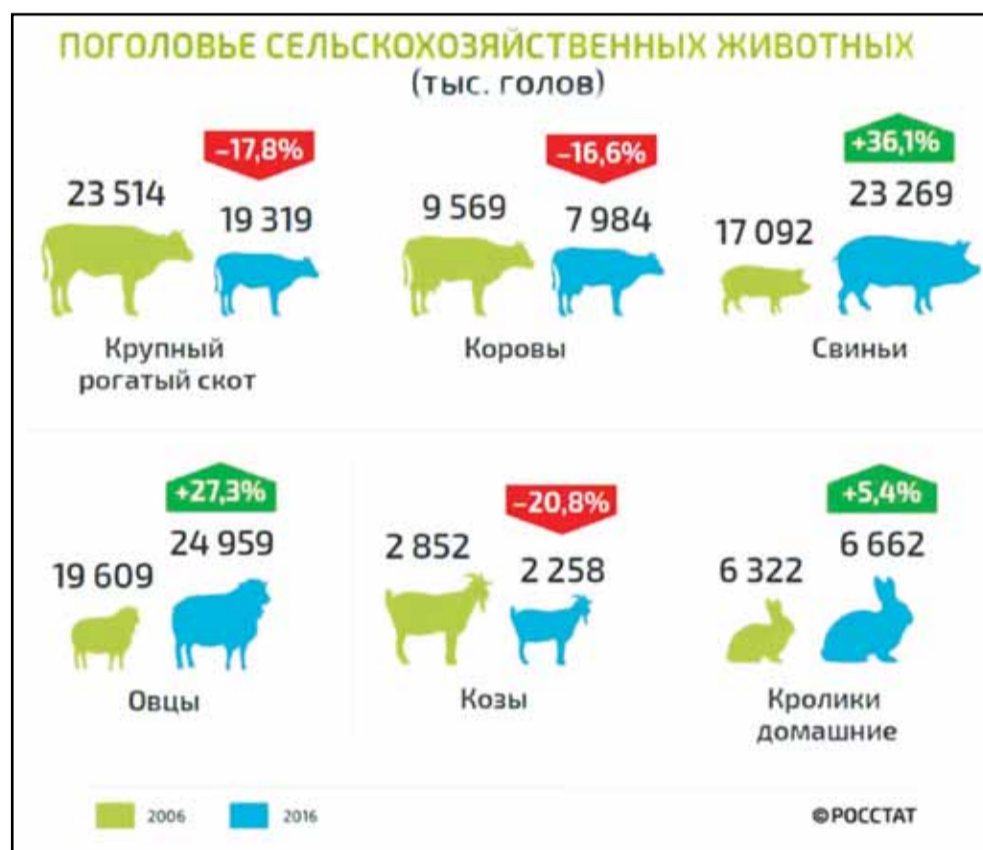 ПОГОЛОВЬЕ СЕЛЬСКОХОЗЯЙСТВЕННЫХ ЖИВОТНЫХ
(тыс. голов)
–17,8%
23 514
19 319
Крупный
рогатый скот
–16,6%
9 569
7 984
Коровы
+36,1%
17 092
23 269
Свиньи
+27,3%
19 609
24 959
Овцы
–20,8%
2 852
2 258
Козы
+5,4%
6 322
6 662
Кролики
домашние
2006
2016
©РОССТАТ